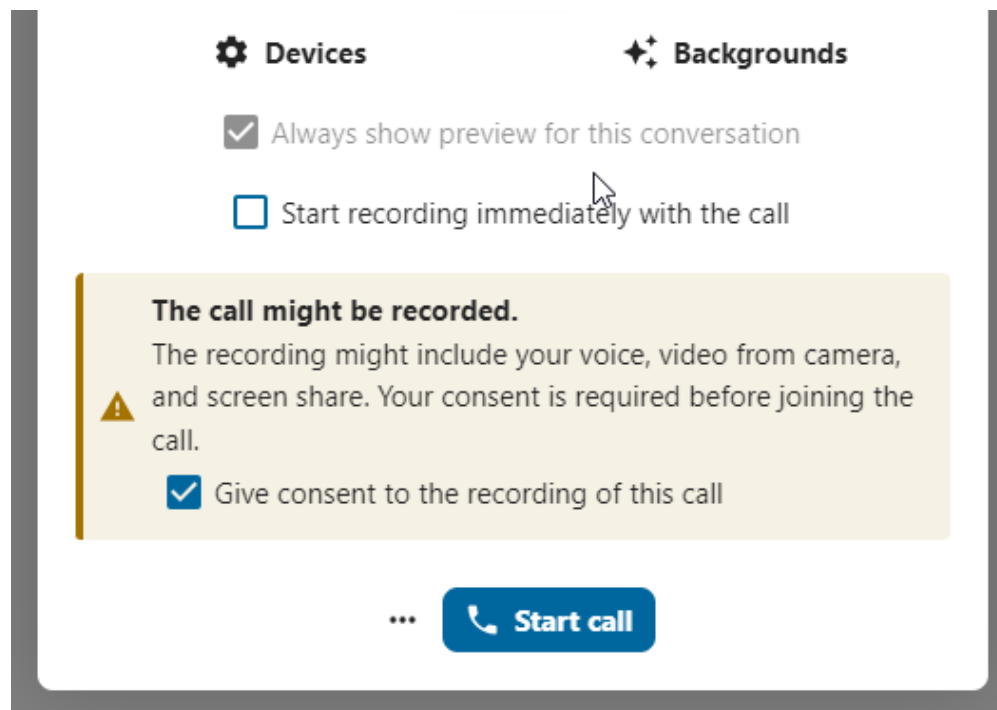 Devices
Backgrounds
Always show preview for this conversation
Start recording immediately with the call
The call might be recorded.
The recording might include your voice, video from camera,
and screen share. Your consent is required before joining the
call.
Give consent to the recording of this call
Start call